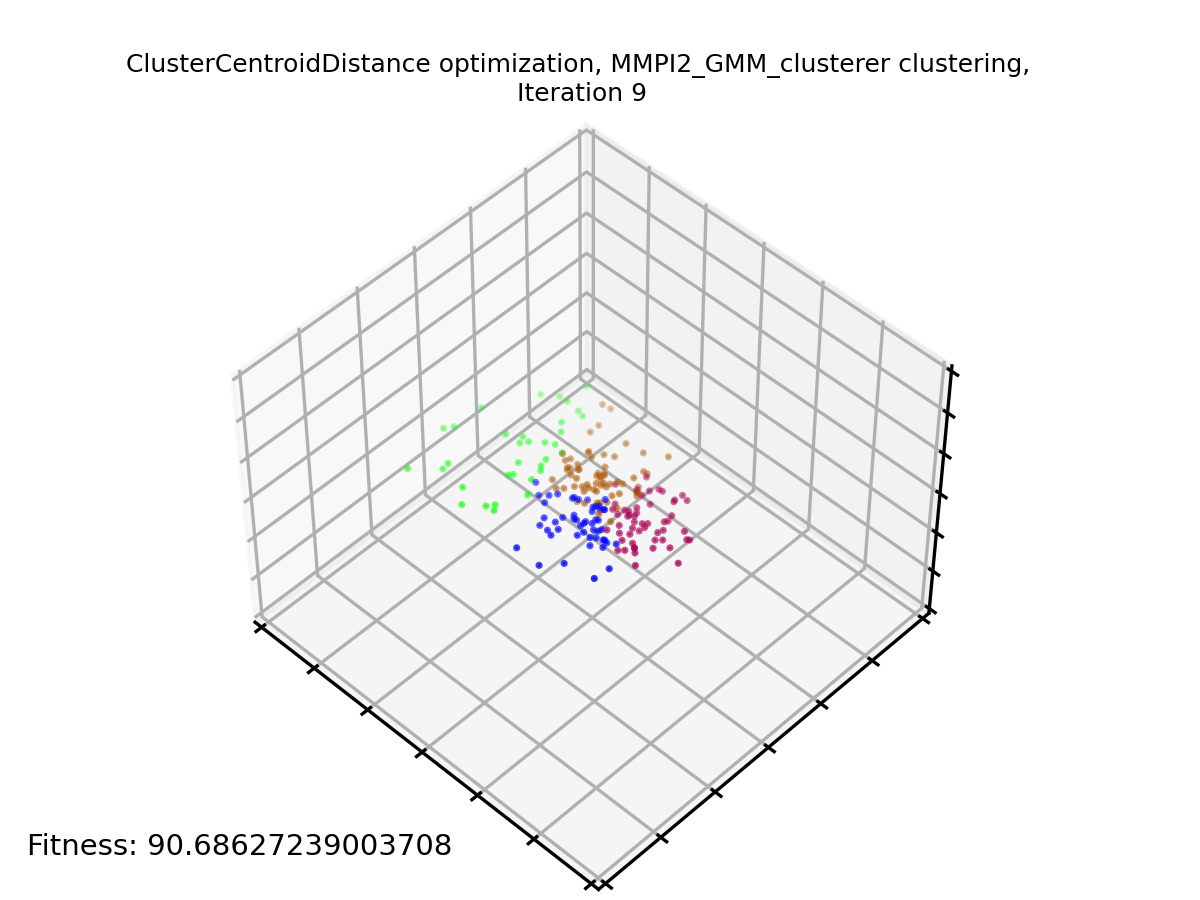 ClusterCentroidDistance optimization, MMPI2_GMM_clusterer clustering,
Iteration 9
Fitness: 90.68627239003708